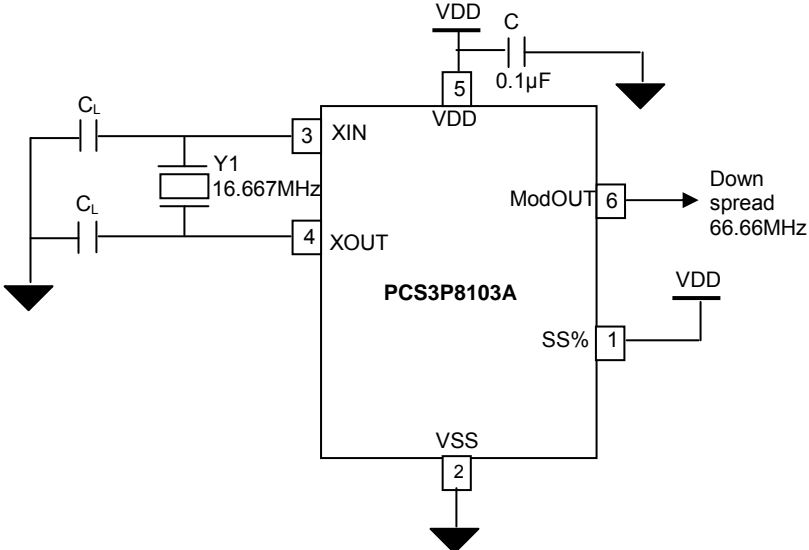 VDD
C
0.1µF
5
VDD
CL
3
XIN
Y1
16.667MHz
CL
4
XOUT
ModOUT
6
Down
spread
66.66MHz
PCS3P8103A
VDD
SS%
1
VSS
2